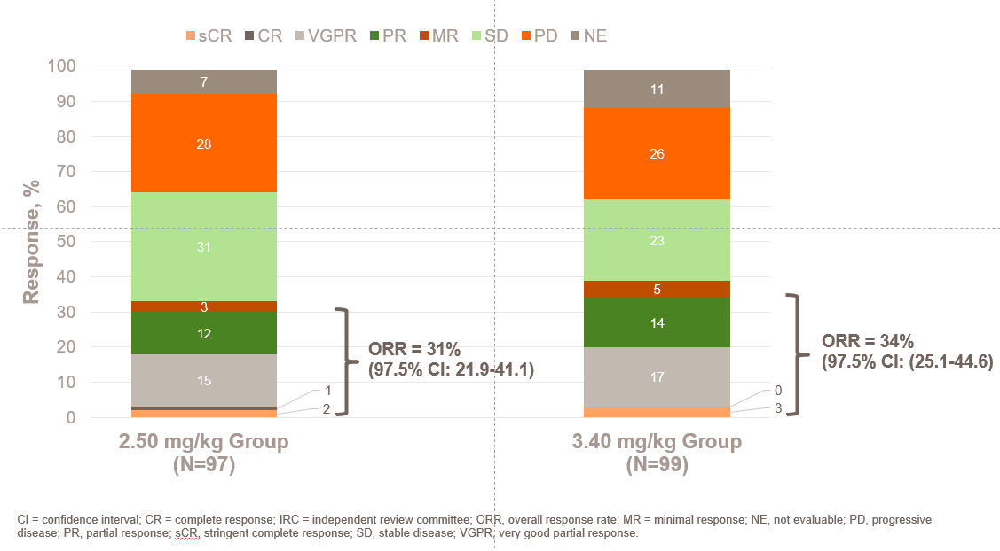 sCR CR VGPR PR MR SD PD NE
Response, %
100
90
80
70
60
50
40
30
20
10
0
7
28
31
3
12
15
1
2
ORR = 31%
(97.5% CI: 21.9-41.1)
2.50 mg/kg Group
(N=97)
11
26
23
5
14
17
0
3
ORR = 34%
(97.5% CI: (25.1-44.6)
3.40 mg/kg Group
(N=99)
CI = confidence interval; CR = complete response; IRC = independent review committee; ORR, overall response rate; MR = minimal response; NE, not evaluable; PD, progressive
disease; PR, partial response; sCR, stringent complete response; SD, stable disease; VGPR, very good partial response.